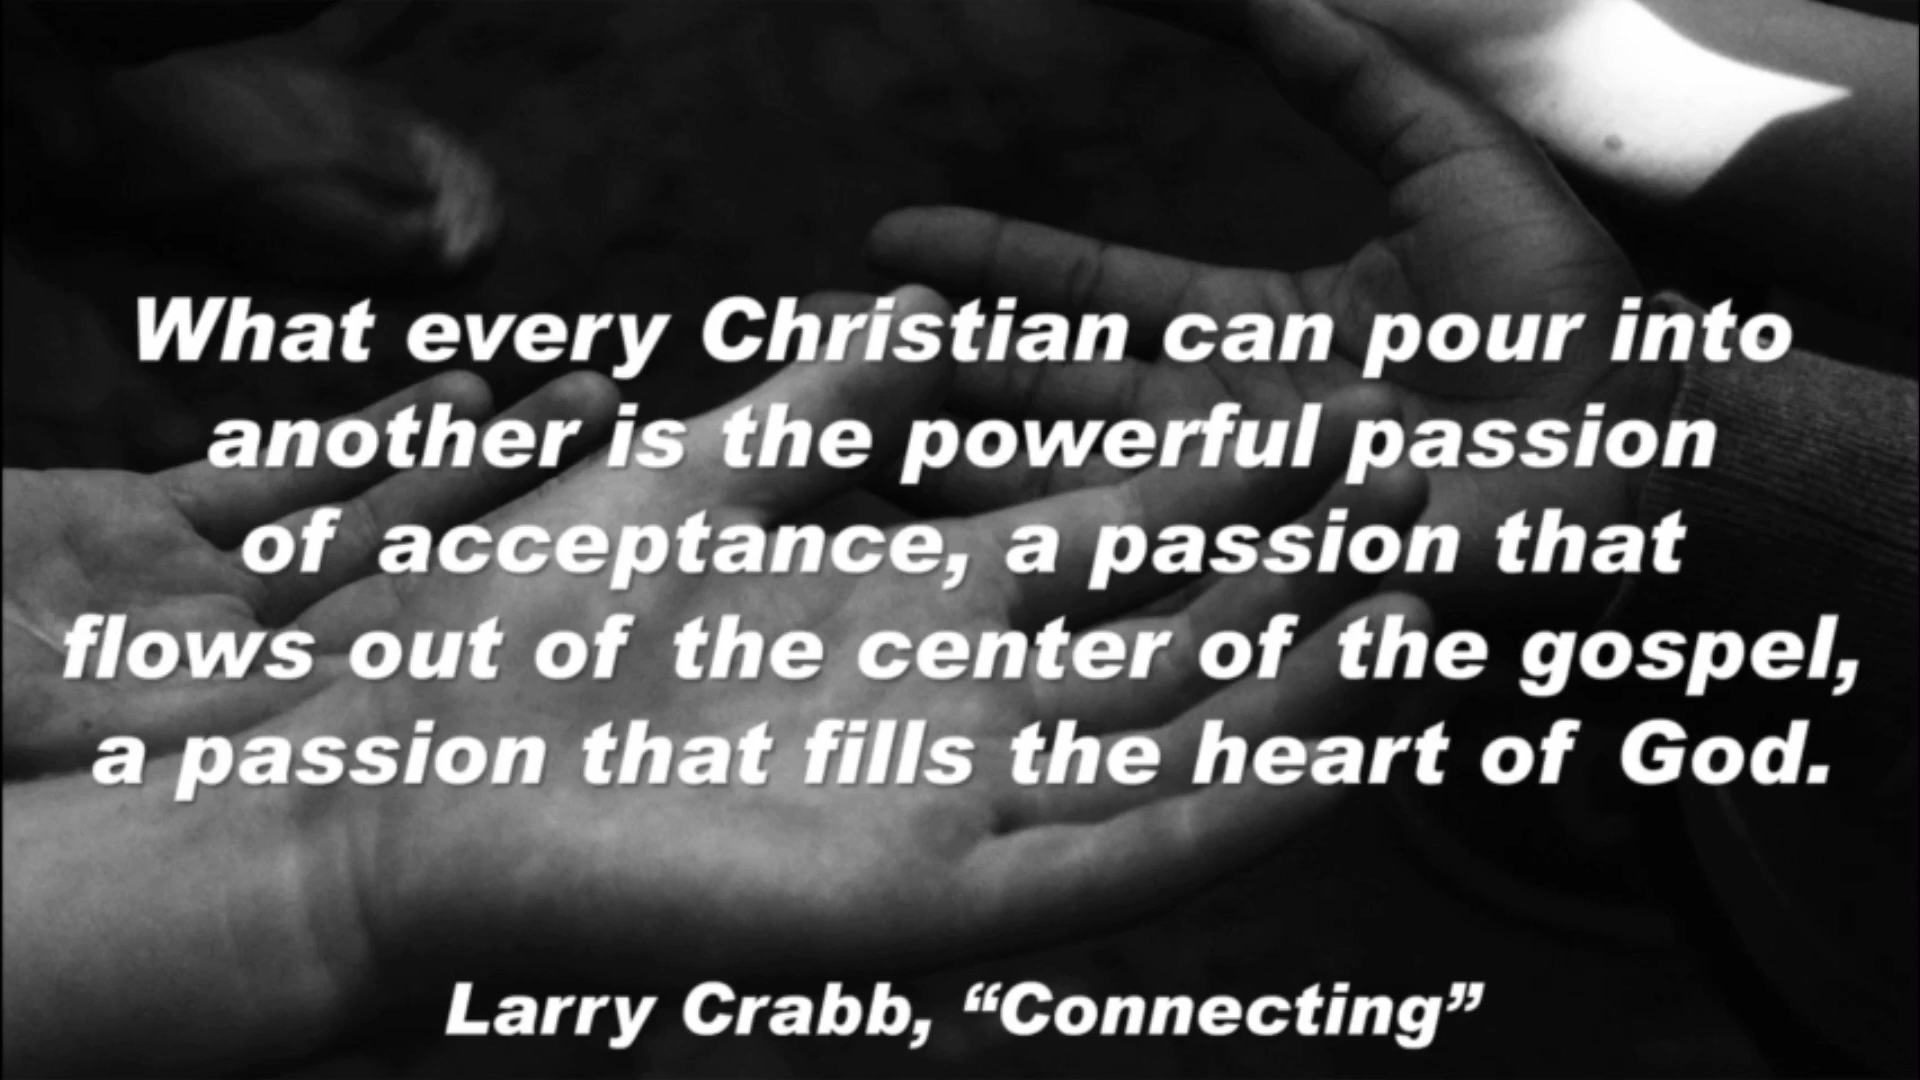 What every Christian can pour into
another is the powerful passion
of acceptance, a passion that
flows out of the center of the gospel,
a passion that fills the heart of God.
Larry Crabb, “Connecting”